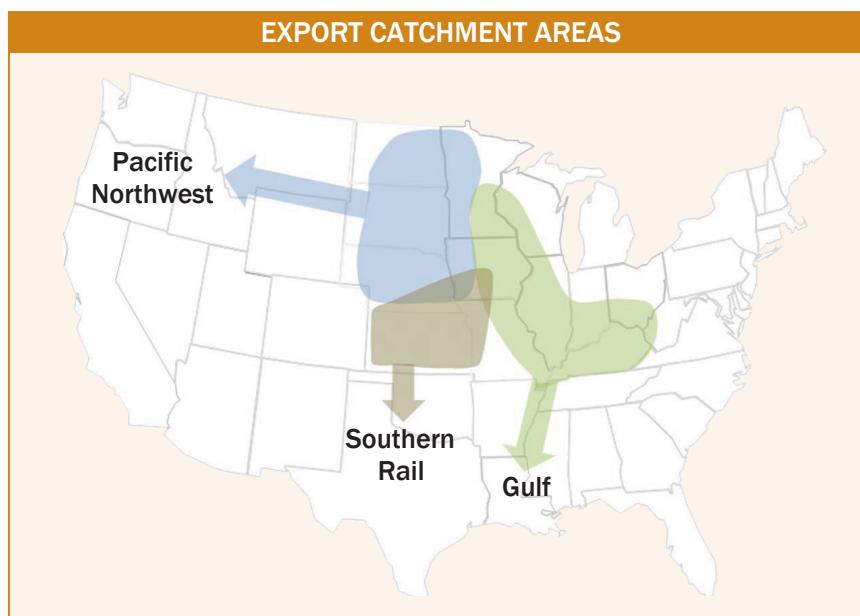 EXPORT CATCHMENT AREAS
Pacific
Northwest
Southern
Rail
Gulf